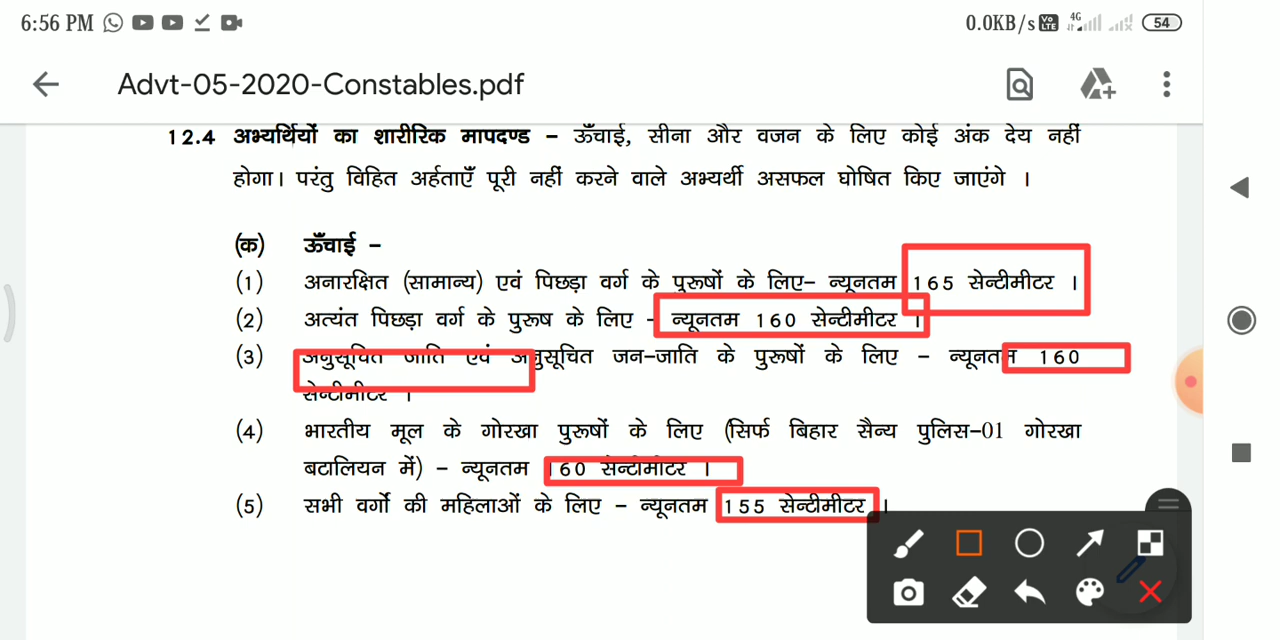 6:56 PM 0.0KB/s Vo LTE 4G 54
Advt-05-2020-Constables.pdf
12.4 अभ्यर्थियों का शारीरिक मापदण्ड – ऊँचाई, सीना और वजन के लिए कोई अंक देय नहीं
होगा। परंतु विहित अर्हताएँ पूरी नहीं करने वाले अभ्यर्थी असफल घोषित किए जाएंगे ।
(क) ऊँचाई –
(1) अनारक्षित (सामान्य) एवं पिछड़ा वर्ग के पुरूषों के लिए– न्यूनतम 165 सेन्टीमीटर ।
(2) अत्यंत पिछड़ा वर्ग के पुरूष के लिए – न्यूनतम 160 सेन्टीमीटर ।
(3) अनुसूचित जाति एवं अनुसूचित जन–जाति के पुरूषों के लिए – न्यूनतम 160
सेन्टीमीटर ।
(4) भारतीय मूल के गोरखा पुरूषों के लिए (सिर्फ बिहार सैन्य पुलिस–01 गोरखा
बटालियन में) – न्यूनतम 160 सेन्टीमीटर ।
(5) सभी वर्गों की महिलाओं के लिए – न्यूनतम 155 सेन्टीमीटर ।